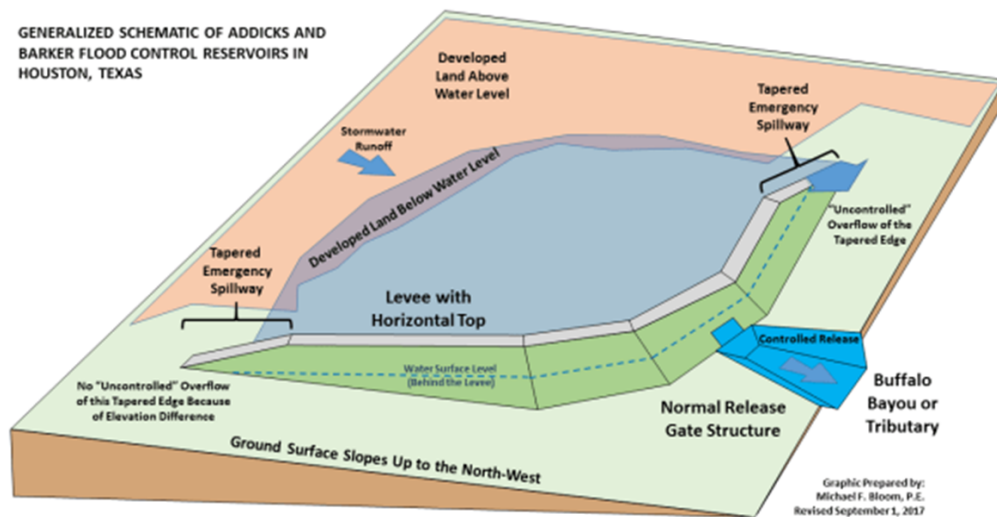 GENERALIZED SCHEMATIC OF ADDICKS AND
BARKER FLOOD CONTROL RESERVOIRS IN
HOUSTON, TEXAS
Developed
Land Above
Water Level
Tapered
Emergency
Spillway
Stormwater
Runoff
Developed Land Below Water Level
"Uncontrolled"
Overflow of the
Tapered Edge
Tapered
Emergency
Spillway
Levee with
Horizontal Top
Controlled Release
Water Surface Level
(Behind the Levee)
No "Uncontrolled" Overflow
of this Tapered Edge Because
of Elevation Difference
Buffalo
Bayou or
Tributary
Normal Release
Gate Structure
Ground Surface Slopes Up to the North-West
Graphic Prepared by:
Michael F. Bloom, P.E.
Revised September 1, 2017